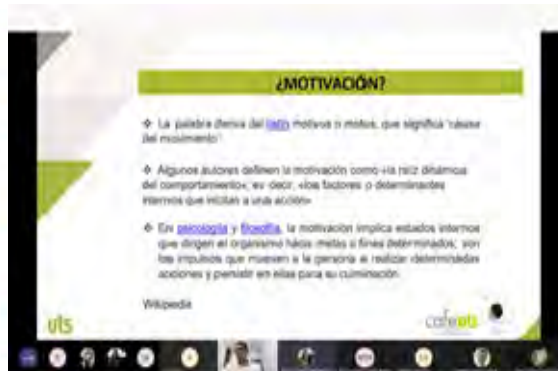 ¿MOTIVACIÓN?
❖ La palabra deriva del latín motivus o motus, que significa 'causa
del movimiento'.
❖ Algunos autores definen la motivación como «la raíz dinámica
del comportamiento»; es decir, «los factores o determinantes
internos que incitan a una acción»
❖ En psicología y filosofía, la motivación implica estados internos
que dirigen el organismo hacia metas o fines determinados; son
los impulsos que mueven a la persona a realizar determinadas
acciones y persistir en ellas para su culminación.
Wikipedia
uts
cafeuts